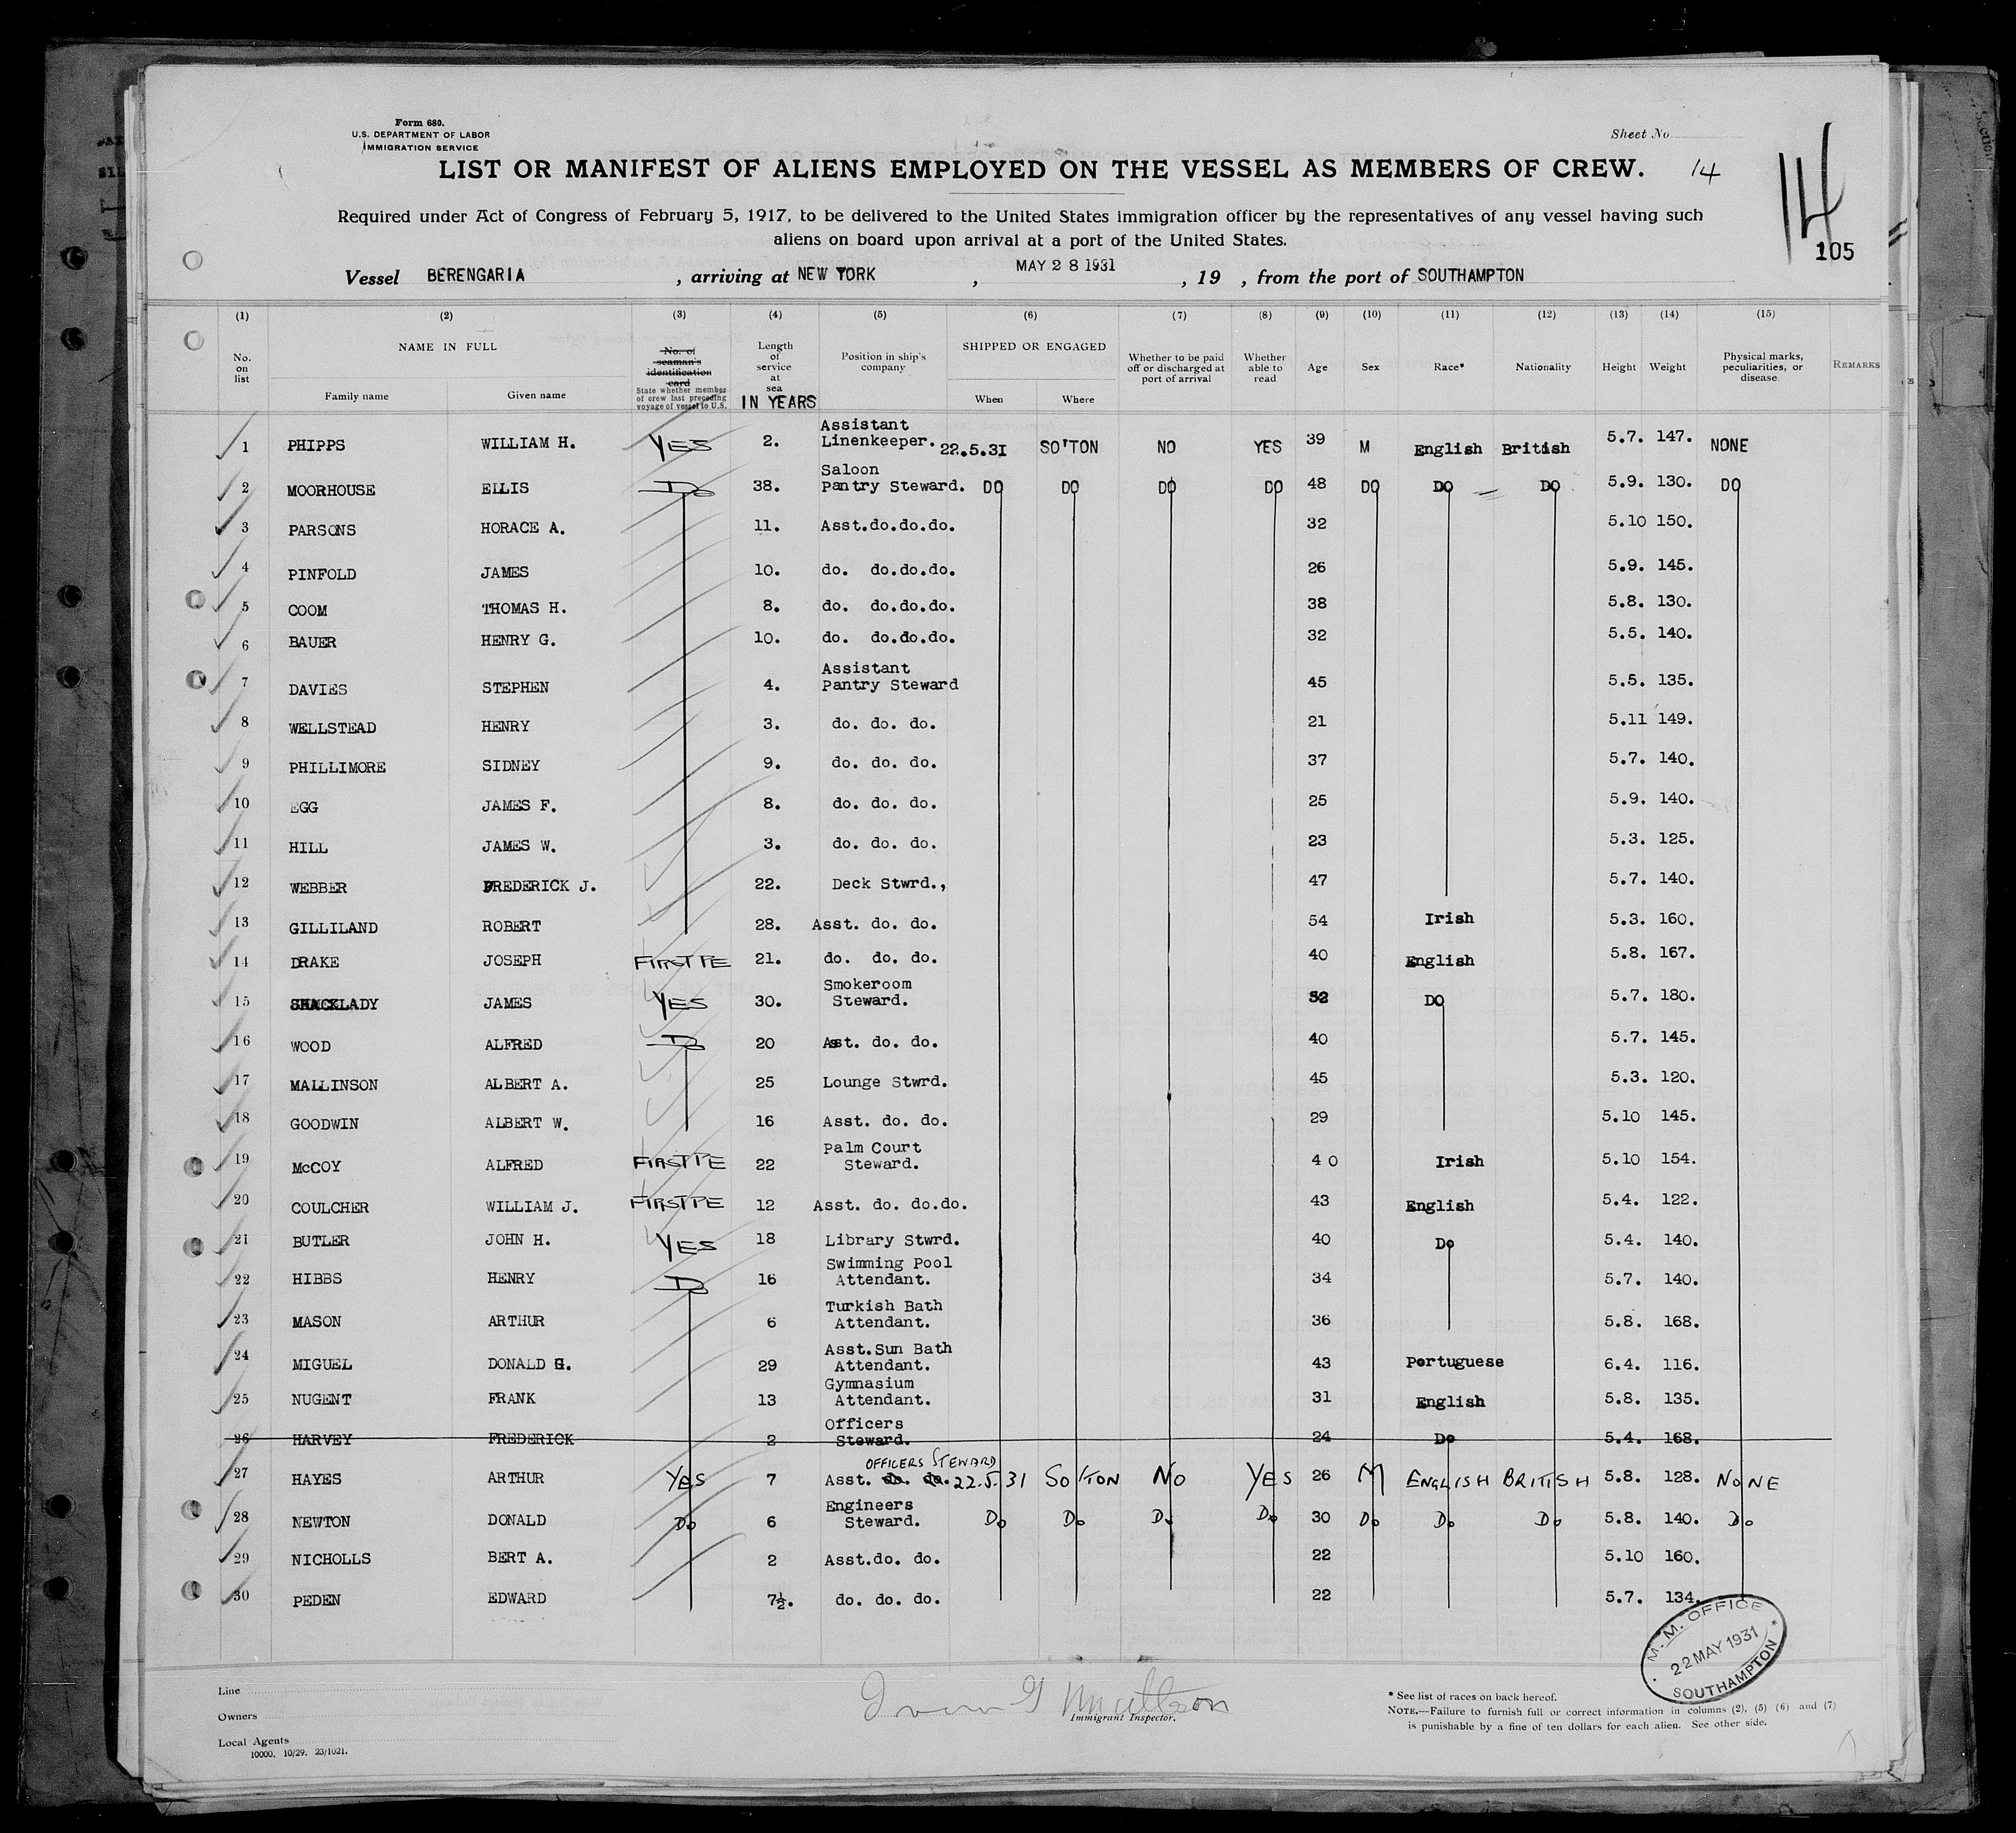 Form 680.
U.S. DEPARTMENT OF LABOR
IMMIGRATION SERVICE
Sheet No.
LIST OR MANIFEST OF ALIENS EMPLOYED ON THE VESSEL AS MEMBERS OF CREW. 14
14
105
Required under Act of Congress of February 5, 1917, to be delivered to the United States immigration officer by the representatives of any vessel having such
aliens on board upon arrival at a port of the United States.
Vessel BERENGARIA, arriving at NEW YORK, MAY 28 1931, 19 , from the port of SOUTHAMPTON
(1) (2) (3) (4) (5) (6) (7) (8) (9) (10) (11) (12) (13) (14) (15)
No. on list
NAME IN FULL
Family name
Given name
No. of seaman's identification card
State whether member of crew last preceding voyage of vessel to U.S.
Length of service at sea
IN YEARS
Position in ship's company
SHIPPED OR ENGAGED
When
Where
Whether to be paid off or discharged at port of arrival
Whether able to read
Age
Sex
Race*
Nationality
Height
Weight
Physical marks, peculiarities, or disease
REMARKS
1 PHIPPS WILLIAM H. YES 2. Assistant Linenkeeper. 22.5.31 SO'TON NO YES 39 M English British 5.7. 147. NONE
2 MOORHOUSE ELLIS Do 38. Saloon Pantry Steward. DO DO DO DO 48 DO DO DO 5.9. 130. DO
3 PARSONS HORACE A. 11. Asst.do.do.do. 32 5.10 150.
4 PINFOLD JAMES 10. do. do.do.do. 26 5.9. 145.
5 COOM THOMAS H. 8. do. do.do.do. 38 5.8. 130.
6 BAUER HENRY G. 10. do. do.do.do. 32 5.5. 140.
7 DAVIES STEPHEN 4. Assistant Pantry Steward 45 5.5. 135.
8 WELLSTEAD HENRY 3. do. do. do. 21 5.11 149.
9 PHILLIMORE SIDNEY 9. do. do. do. 37 5.7. 140.
10 EGG JAMES F. 8. do. do. do. 25 5.9. 140.
11 HILL JAMES W. 3. do. do. do. 23 5.3. 125.
12 WEBBER FREDERICK J. 22. Deck Stwrd., 47 5.7. 140.
13 GILLILAND ROBERT 28. Asst. do. do. 54 Irish 5.3. 160.
14 DRAKE JOSEPH FIRST TPE 21. do. do. do. 40 English 5.8. 167.
15 SHACKLADY JAMES YES 30. Smokeroom Steward. 52 DO 5.7. 180.
16 WOOD ALFRED Do 20 Asst. do. do. 40 5.7. 145.
17 MALLINSON ALBERT A. 25 Lounge Stwrd. 45 5.3. 120.
18 GOODWIN ALBERT W. 16 Asst. do. do. 29 5.10 145.
19 McCOY ALFRED FIRST TPE 22 Palm Court Steward. 40 Irish 5.10 154.
20 COULCHER WILLIAM J. FIRST TPE 12 Asst. do. do.do. 43 English 5.4. 122.
21 BUTLER JOHN H. YES 18 Library Stwrd. 40 Do 5.4. 140.
22 HIBBS HENRY Do 16 Swimming Pool Attendant. 34 5.7. 140.
23 MASON ARTHUR 6 Turkish Bath Attendant. 36 5.8. 168.
24 MIGUEL DONALD G. 29 Asst.Sun Bath Attendant. 43 Portuguese 6.4. 116.
25 NUGENT FRANK 13 Gymnasium Attendant. 31 English 5.8. 135.
26 HARVEY FREDERICK 2 Officers Steward. 24 Do 5.4. 168.
27 HAYES ARTHUR YES 7 Asst. do. do. OFFICERS STEWARD 22.5.31 SO'TON NO YES 26 M ENGLISH BRITISH 5.8. 128. NONE
28 NEWTON DONALD Do 6 Engineers Steward. Do Do Do Do 30 Do Do Do 5.8. 140. Do
29 NICHOLLS BERT A. 2 Asst.do. do. 22 5.10 160.
30 PEDEN EDWARD 7½. do. do. do. 22 5.7. 134.
M. M. OFFICE
22 MAY 1931
SOUTHAMPTON
Line
Owners
Local Agents
10000. 10/29. 23/1021.
Immigrant Inspector.
* See list of races on back hereof.
NOTE.—Failure to furnish full or correct information in columns (2), (5) (6) and (7)
is punishable by a fine of ten dollars for each alien. See other side.